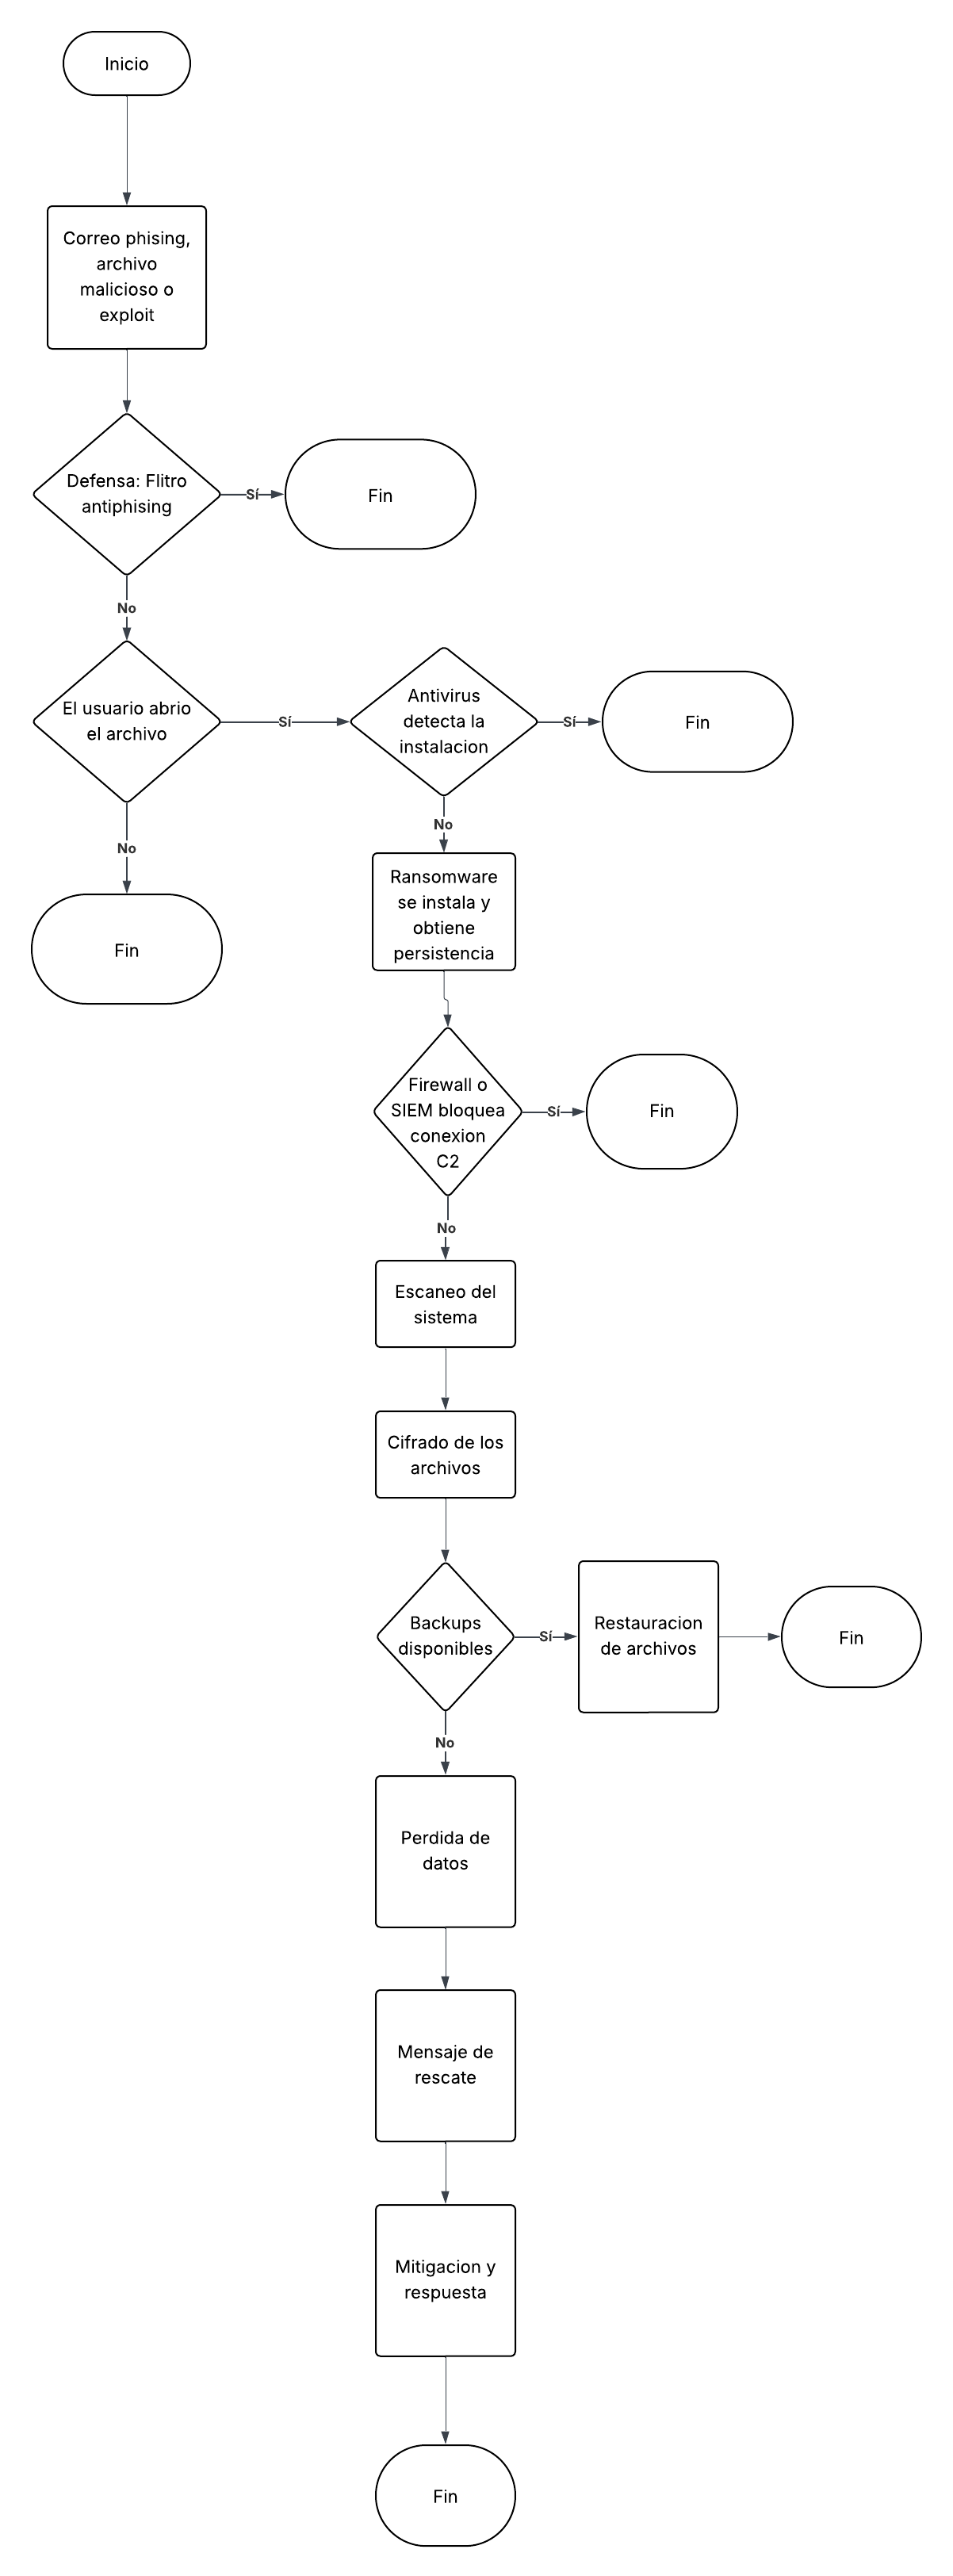 Inicio
Correo phising,
archivo
malicioso o
exploit
Defensa: Flitro
antiphising
Sí
Fin
No
El usuario abrio
el archivo
Sí
Antivirus
detecta la
instalacion
Sí
Fin
No
No
Ransomware
se instala y
obtiene
persistencia
Fin
Firewall o
SIEM bloquea
conexion
C2
Sí
Fin
No
Escaneo del
sistema
Cifrado de los
archivos
Backups
disponibles
Sí
Restauracion
de archivos
Fin
No
Perdida de
datos
Mensaje de
rescate
Mitigacion y
respuesta
Fin